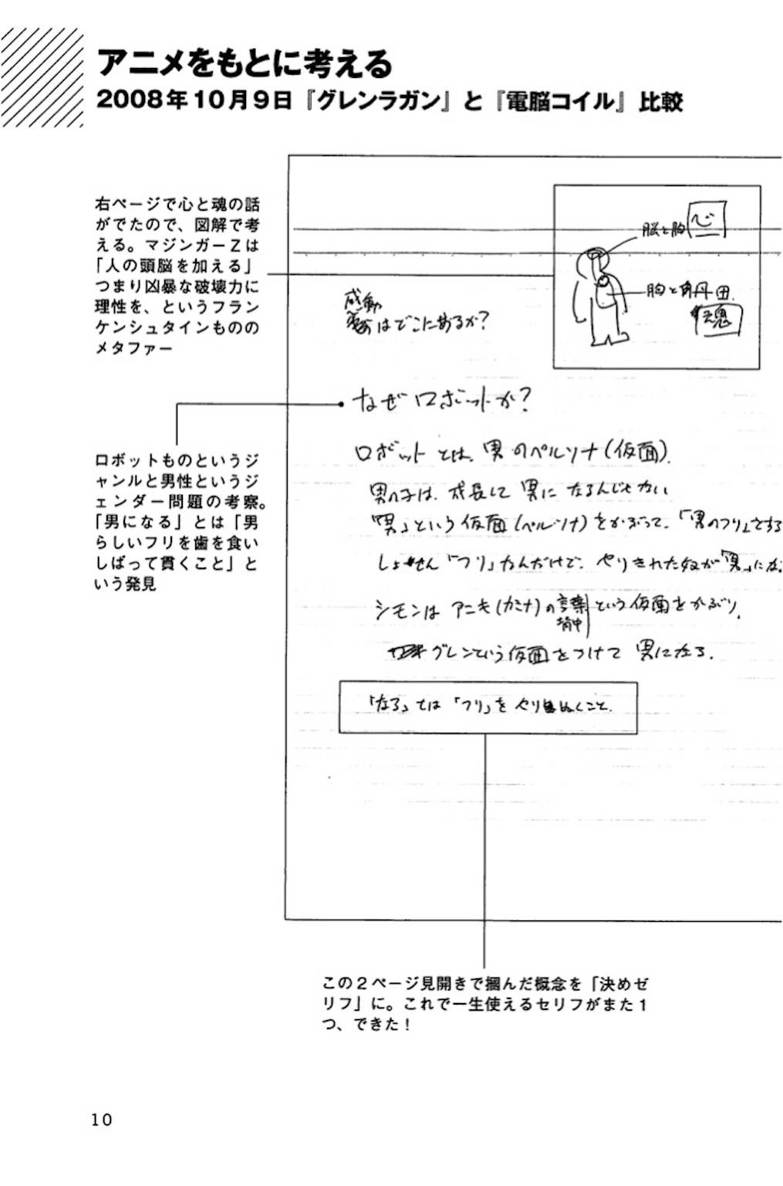 アニメをもとに考える
2008年10月9日『グレンラガン』と『電脳コイル』比較
右ページで心と魂の話
がでたので、図解で考
える。マジンガーZは
「人の頭脳を加える」
つまり凶暴な破壊力に
理性を、というフラン
ケンシュタインものの
メタファー
脳と胸 心
胸と 丹田
魂
感動
はどこにあるか?
なぜロボットか?
ロボットものというジ
ャンルと男性というジ
ェンダー問題の考察。
「男になる」とは「男
らしいフリを歯を食い
しばって貫くこと」と
いう発見
ロボットとは、男のペルソナ(仮面)
男の子は、成長して男になるんじゃない
「男」という仮面(ペルソナ)をかぶって、「男のフリ」をする
しょせん「フリ」なんだけど、やりきれた奴が「男」にな
シモンはアニキ(カミナ)の言葉という仮面をかぶり、
背中
グレンという仮面をつけて男になる。
「なる」とは「フリ」をやりぬくこと。
この2ページ見開きで掴んだ概念を「決めゼ
リフ」に。これで一生使えるセリフがまた1
つ、できた!
10